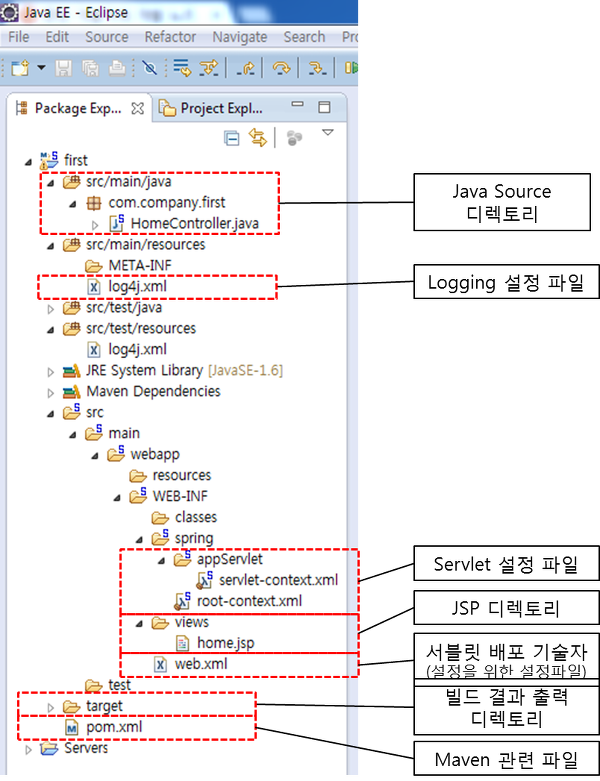 Java EE - Eclipse
File Edit Source Refactor Navigate Search
Package Exp...
Project Expl...
first
src/main/java
com.company.first
HomeController.java
src/main/resources
META-INF
log4j.xml
src/test/java
src/test/resources
log4j.xml
JRE System Library [JavaSE-1.6]
Maven Dependencies
src
main
webapp
resources
WEB-INF
classes
spring
appServlet
servlet-context.xml
root-context.xml
views
home.jsp
web.xml
test
target
pom.xml
Servers
Java Source
디렉토리
Logging 설정 파일
Servlet 설정 파일
JSP 디렉토리
서블릿 배포 기술자
(설정을 위한 설정파일)
빌드 결과 출력
디렉토리
Maven 관련 파일